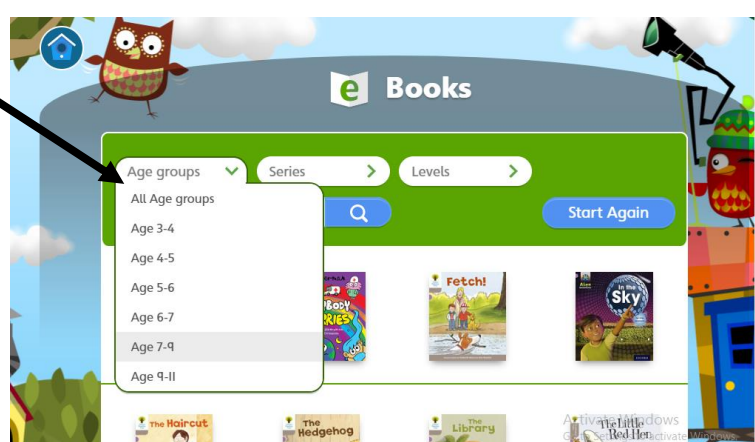 e Books
Age groups
Series
Levels
All Age groups
Age 3-4
Age 4-5
Age 5-6
Age 6-7
Age 7-9
Age 9-11
Start Again
Fetch!
In the
Sky
The Haircut
The
Hedgehog
The
Library
The Little
Red Hen
Activate Windows